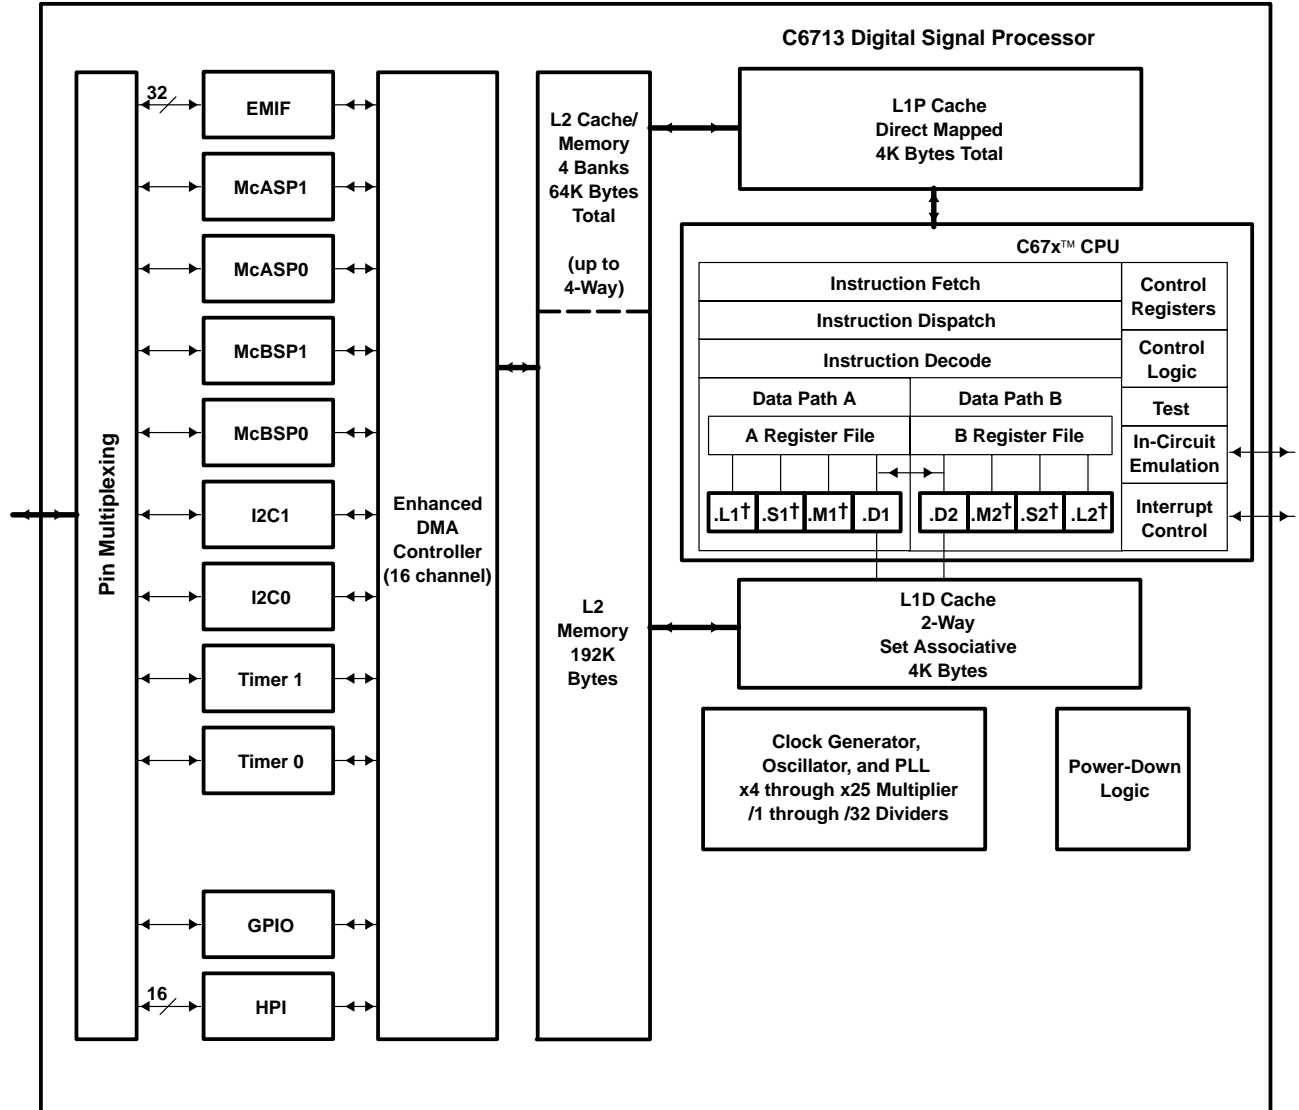 C6713 Digital Signal Processor
32
EMIF
McASP1
McASP0
McBSP1
McBSP0
I2C1
I2C0
Timer 1
Timer 0
GPIO
16
HPI
Pin Multiplexing
Enhanced
DMA
Controller
(16 channel)
L2 Cache/
Memory
4 Banks
64K Bytes
Total
(up to
4-Way)
L2
Memory
192K
Bytes
L1P Cache
Direct Mapped
4K Bytes Total
C67x™ CPU
Instruction Fetch
Instruction Dispatch
Instruction Decode
Data Path A
Data Path B
A Register File
B Register File
.L1† .S1† .M1† .D1
.D2 .M2† .S2† .L2†
Control
Registers
Control
Logic
Test
In-Circuit
Emulation
Interrupt
Control
L1D Cache
2-Way
Set Associative
4K Bytes
Clock Generator,
Oscillator, and PLL
x4 through x25 Multiplier
/1 through /32 Dividers
Power-Down
Logic